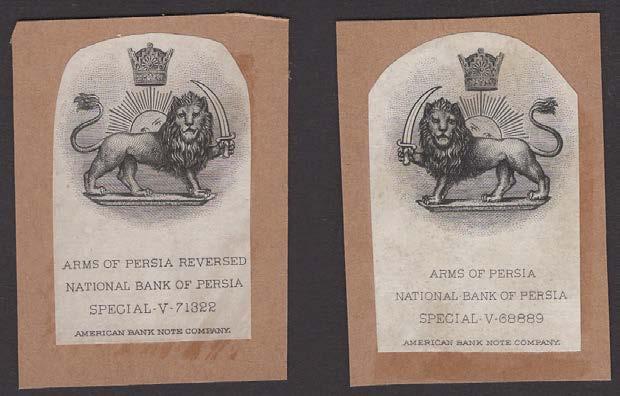 ARMS OF PERSIA REVERSED
NATIONAL BANK OF PERSIA
SPECIAL-V-71322
AMERICAN BANK NOTE COMPANY.
ARMS OF PERSIA
NATIONAL BANK OF PERSIA
SPECIAL-V-68889
AMERICAN BANK NOTE COMPANY.